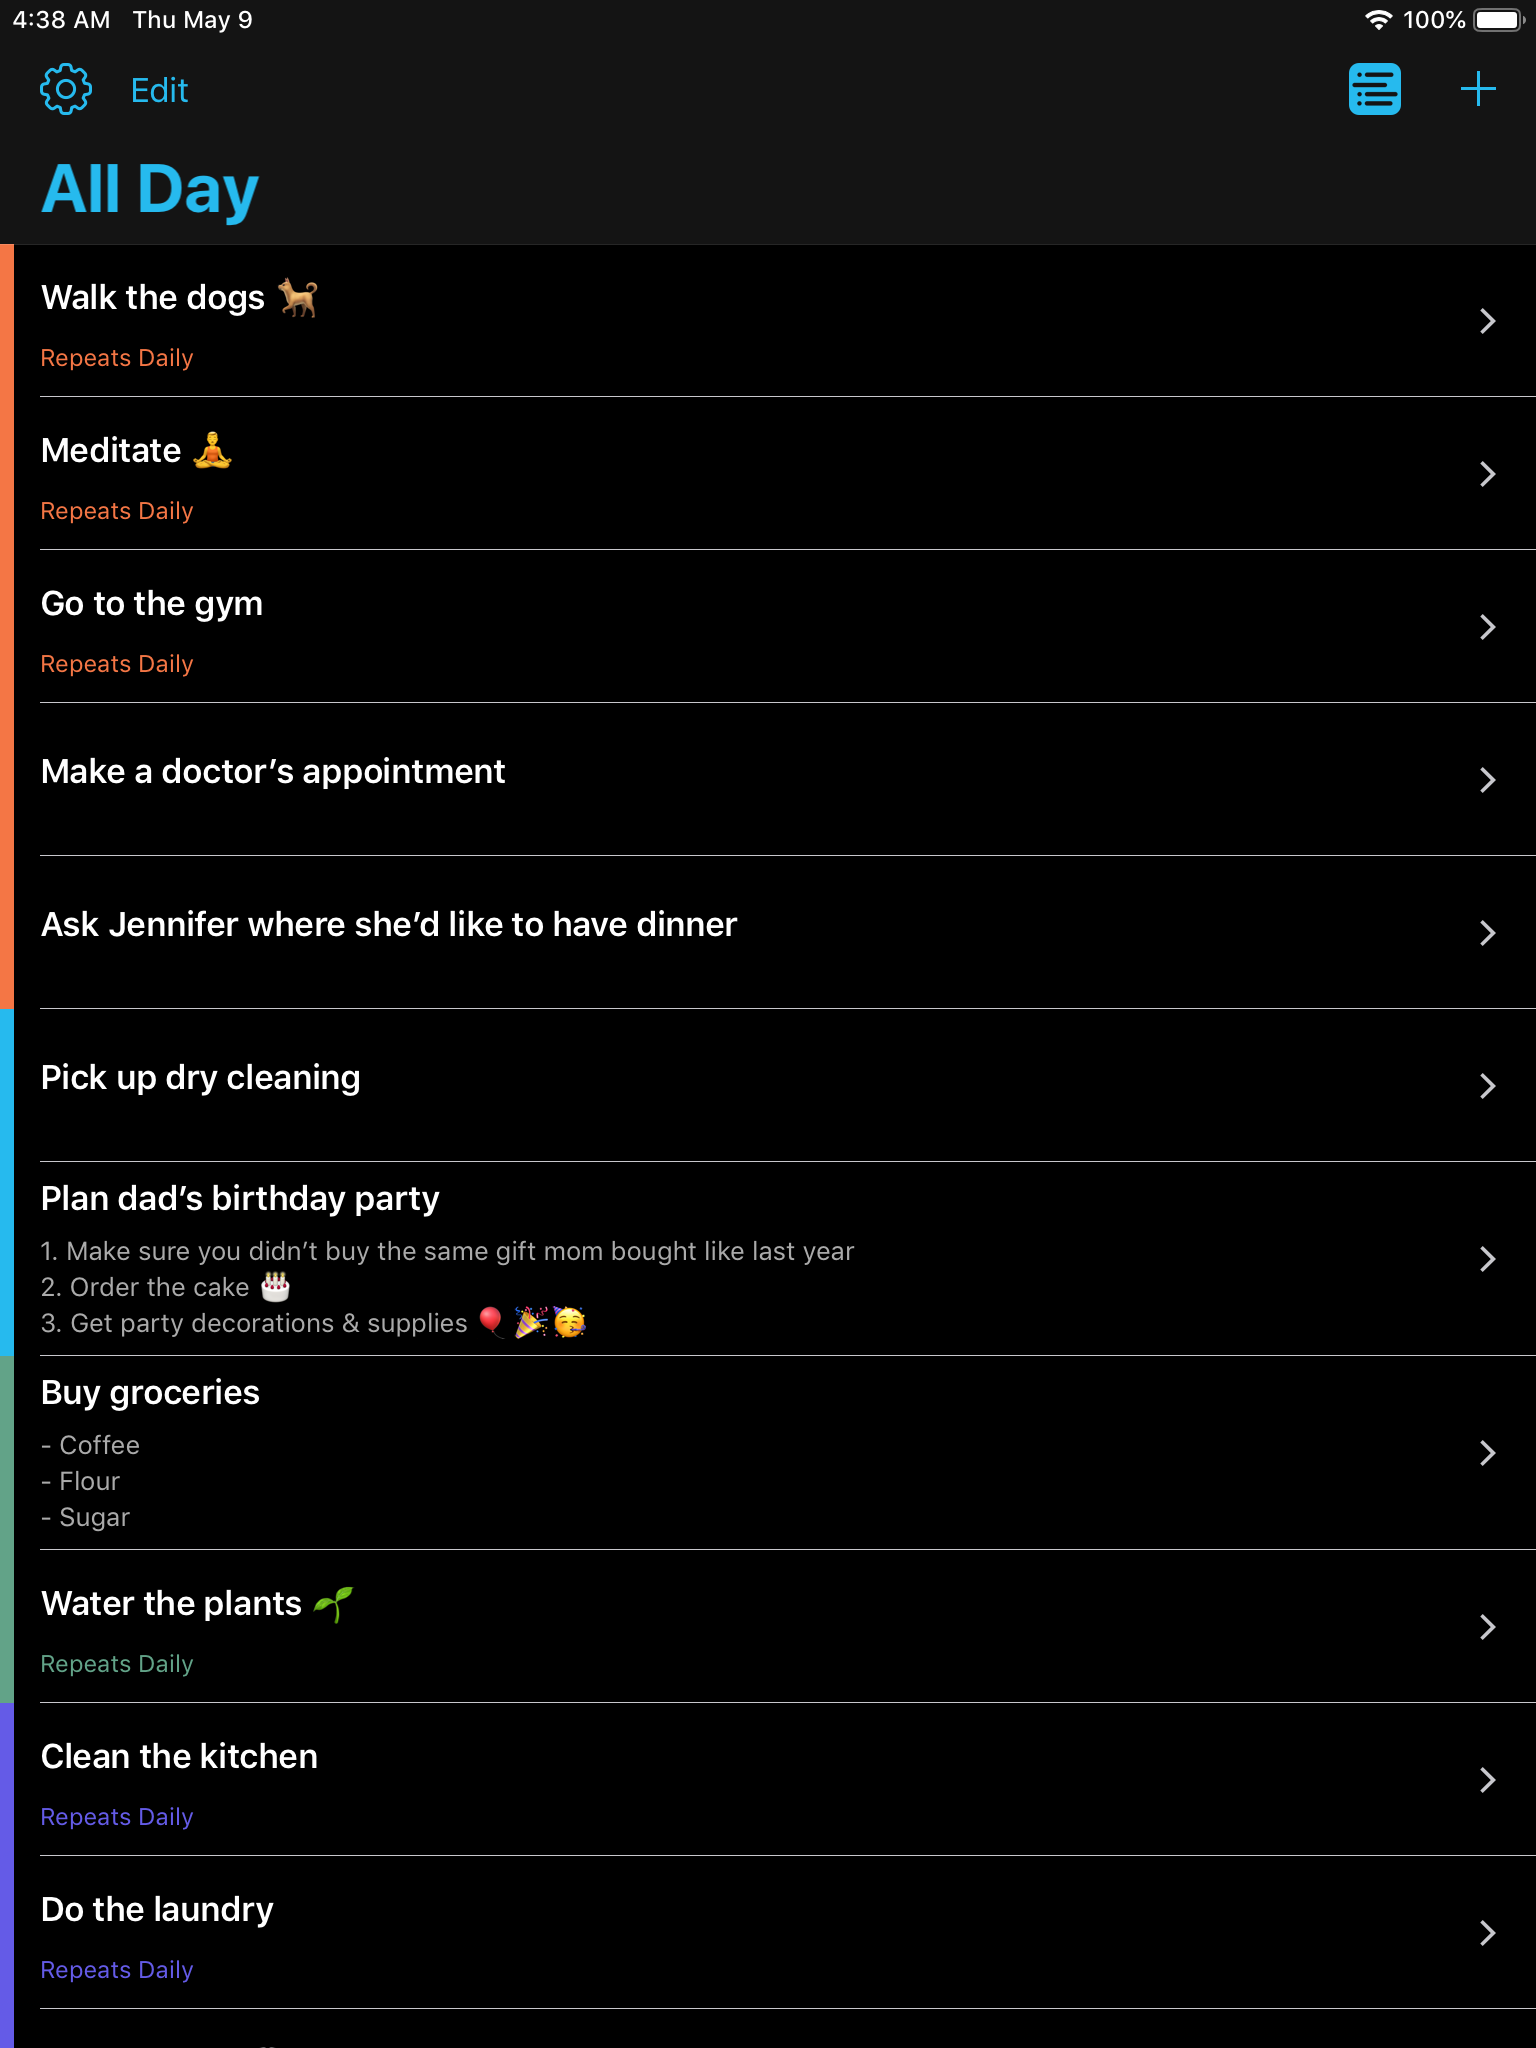 4:38 AM Thu May 9 100%
Edit
All Day
Walk the dogs 🐕
Repeats Daily
Meditate 🧘
Repeats Daily
Go to the gym
Repeats Daily
Make a doctor’s appointment
Ask Jennifer where she’d like to have dinner
Pick up dry cleaning
Plan dad’s birthday party
1. Make sure you didn’t buy the same gift mom bought like last year
2. Order the cake 🎂
3. Get party decorations & supplies 🎈🎉🥳
Buy groceries
- Coffee
- Flour
- Sugar
Water the plants 🌱
Repeats Daily
Clean the kitchen
Repeats Daily
Do the laundry
Repeats Daily